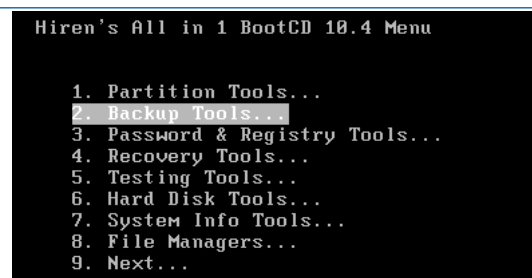 Hiren's All in 1 BootCD 10.4 Menu
1. Partition Tools...
2. Backup Tools...
3. Password & Registry Tools...
4. Recovery Tools...
5. Testing Tools...
6. Hard Disk Tools...
7. System Info Tools...
8. File Managers...
9. Next...